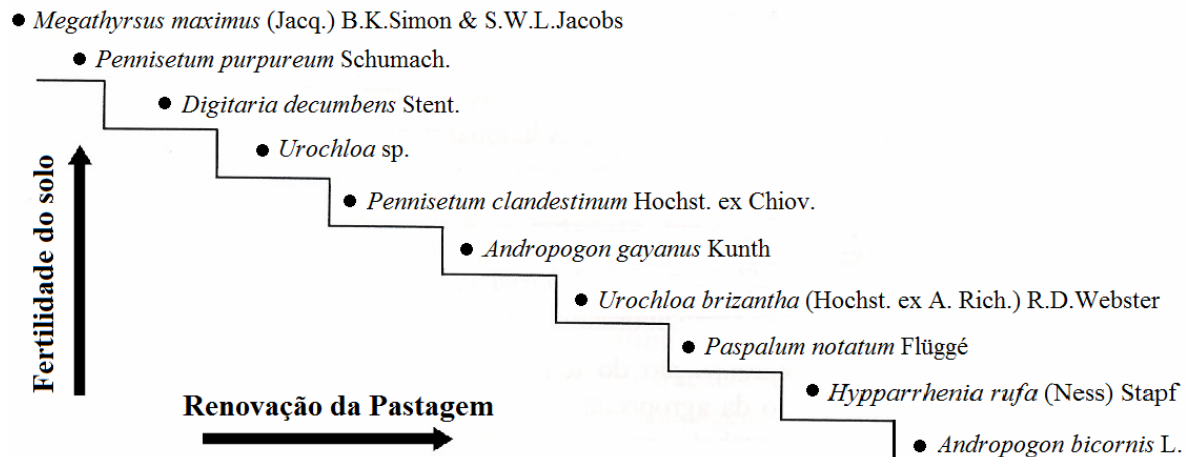 ● Megathyrsus maximus (Jacq.) B.K.Simon & S.W.L.Jacobs
● Pennisetum purpureum Schumach.
● Digitaria decumbens Stent.
● Urochloa sp.
● Pennisetum clandestinum Hochst. ex Chiov.
● Andropogon gayanus Kunth
● Urochloa brizantha (Hochst. ex A. Rich.) R.D.Webster
● Paspalum notatum Flüggé
● Hypparrhenia rufa (Ness) Stapf
● Andropogon bicornis L.
Fertilidade do solo
Renovação da Pastagem